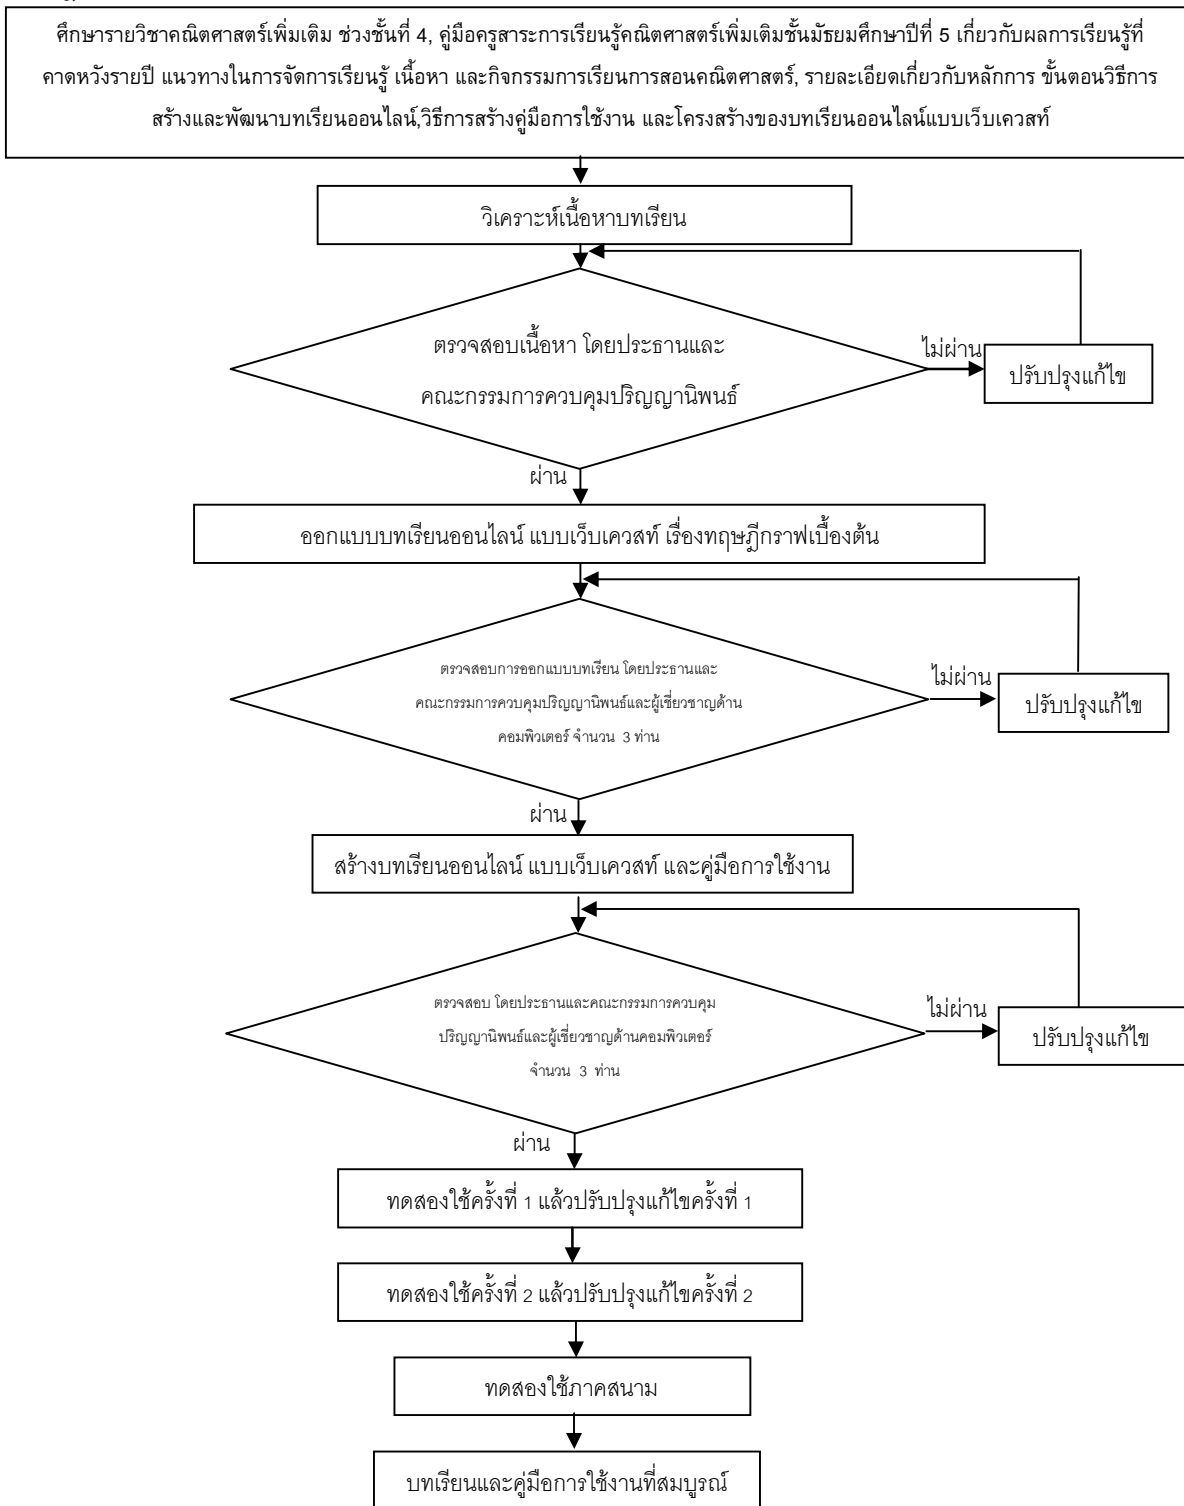 ศึกษารายวิชาคณิตศาสตร์เพิ่มเติม ช่วงชั้นที่ 4, คู่มือครูสาระการเรียนรู้คณิตศาสตร์เพิ่มเติมชั้นมัธยมศึกษาปีที่ 5 เกี่ยวกับผลการเรียนรู้ที่
คาดหวังรายปี แนวทางในการจัดการเรียนรู้ เนื้อหา และกิจกรรมการเรียนการสอนคณิตศาสตร์, รายละเอียดเกี่ยวกับหลักการ ขั้นตอนวิธีการ
สร้างและพัฒนาบทเรียนออนไลน์,วิธีการสร้างคู่มือการใช้งาน และโครงสร้างของบทเรียนออนไลน์แบบเว็บเควสท์
วิเคราะห์เนื้อหาบทเรียน
ตรวจสอบเนื้อหา โดยประธานและ
คณะกรรมการควบคุมปริญญานิพนธ์
ไม่ผ่าน
ปรับปรุงแก้ไข
ผ่าน
ออกแบบบทเรียนออนไลน์ แบบเว็บเควสท์ เรื่องทฤษฎีกราฟเบื้องต้น
ตรวจสอบการออกแบบบทเรียน โดยประธานและ
คณะกรรมการควบคุมปริญญานิพนธ์และผู้เชี่ยวชาญด้าน
คอมพิวเตอร์ จำนวน 3 ท่าน
ไม่ผ่าน
ปรับปรุงแก้ไข
ผ่าน
สร้างบทเรียนออนไลน์ แบบเว็บเควสท์ และคู่มือการใช้งาน
ตรวจสอบ โดยประธานและคณะกรรมการควบคุม
ปริญญานิพนธ์และผู้เชี่ยวชาญด้านคอมพิวเตอร์
จำนวน 3 ท่าน
ไม่ผ่าน
ปรับปรุงแก้ไข
ผ่าน
ทดสองใช้ครั้งที่ 1 แล้วปรับปรุงแก้ไขครั้งที่ 1
ทดสองใช้ครั้งที่ 2 แล้วปรับปรุงแก้ไขครั้งที่ 2
ทดสองใช้ภาคสนาม
บทเรียนและคู่มือการใช้งานที่สมบูรณ์